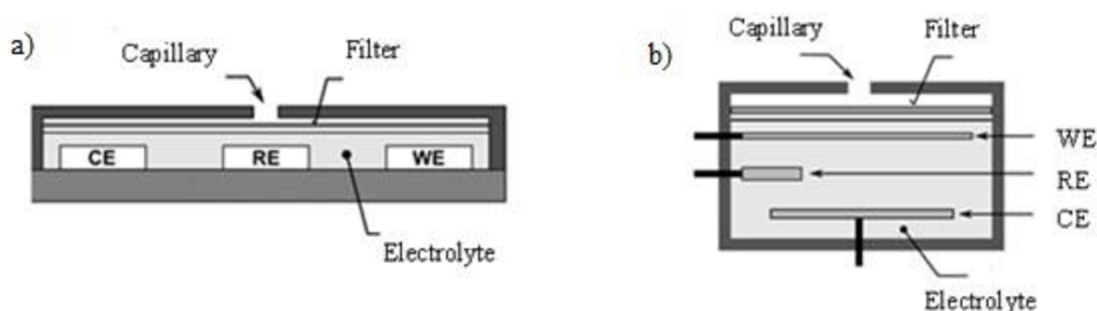 a)
Capillary
Filter
CE
RE
WE
Electrolyte
b)
Capillary
Filter
WE
RE
CE
Electrolyte